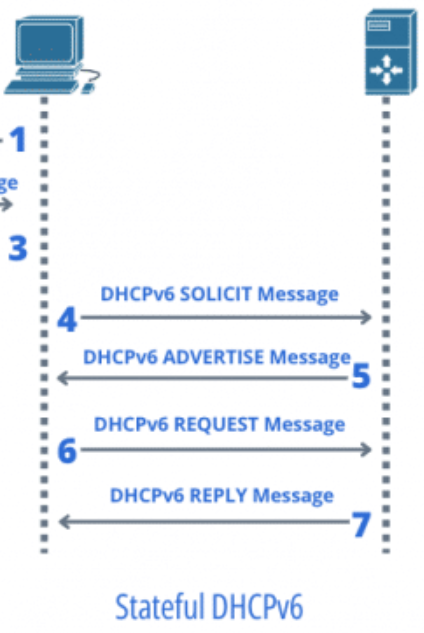 1
ge
3
DHCPv6 SOLICIT Message
4
DHCPv6 ADVERTISE Message
5
DHCPv6 REQUEST Message
6
DHCPv6 REPLY Message
7
Stateful DHCPv6